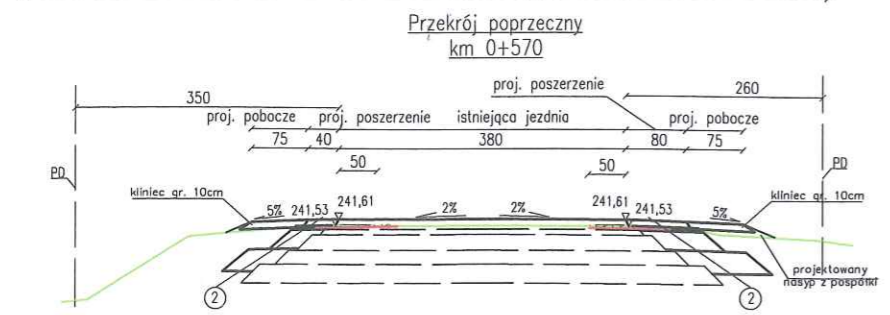 Przekrój poprzeczny
km 0+570
proj. poszerzenie
350
260
proj. pobocze proj. poszerzenie istniejąca jezdnia proj. pobocze
75 40 380 80 75
50 50
PD PD
kliniec gr. 10cm kliniec gr. 10cm
5% 241,53 241,61 2% 2% 241,61 241,53 5%
projektowany
nasyp z pospółki
2 2